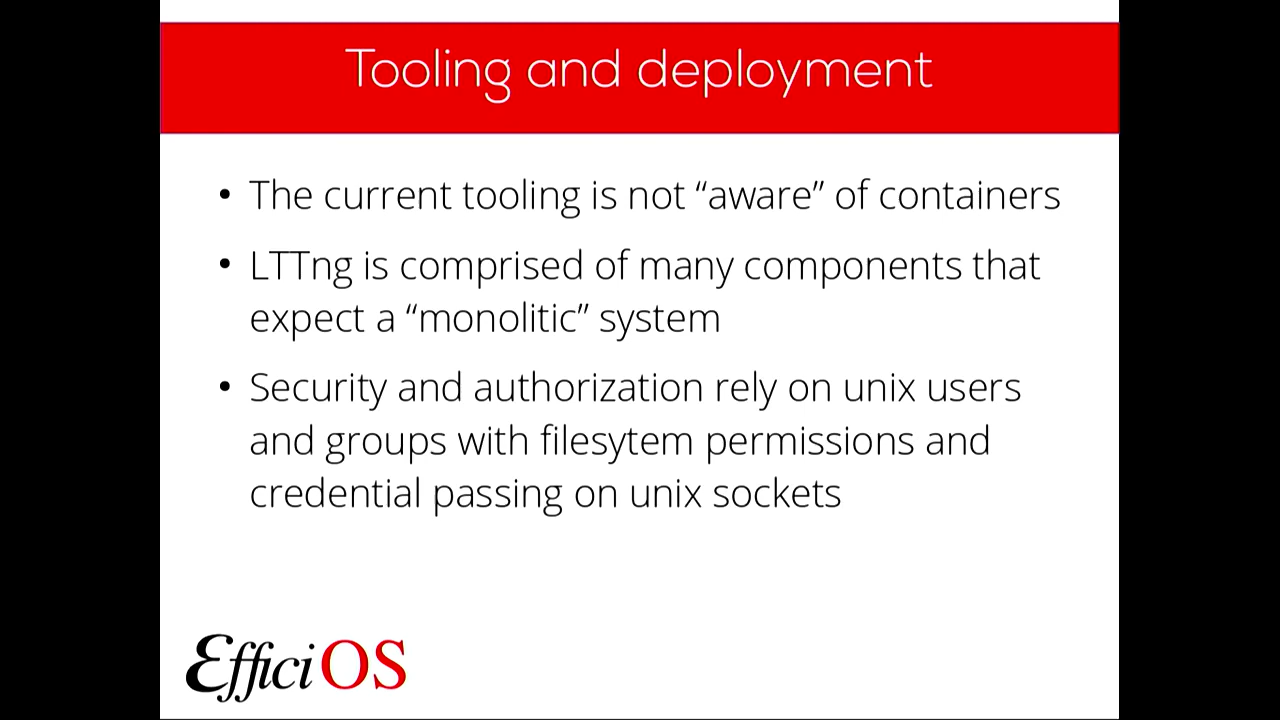 Tooling and deployment
• The current tooling is not “aware” of containers
• LTTng is comprised of many components that
expect a “monolitic” system
• Security and authorization rely on unix users
and groups with filesytem permissions and
credential passing on unix sockets
EfficiOS